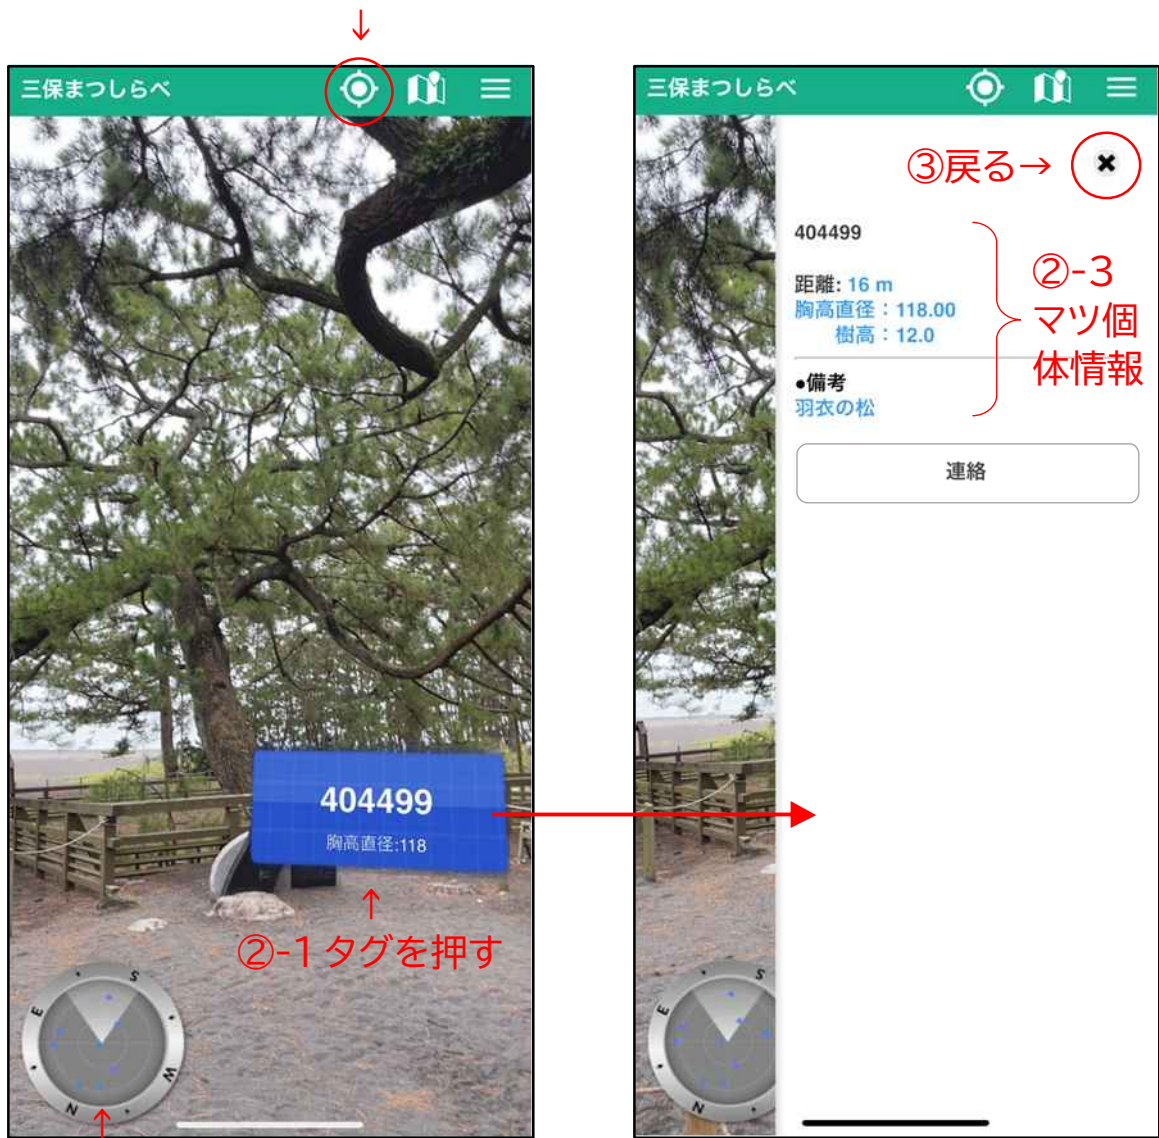 ↓
三保まつしらべ
404499
胸高直径:118
↑
②-1 タグを押す
S
E
W
N
↑
三保まつしらべ
③戻る→
404499
距離: 16 m
胸高直径：118.00
樹高：12.0
●備考
羽衣の松
②-3
マツ個
体情報
連絡
S
E
N